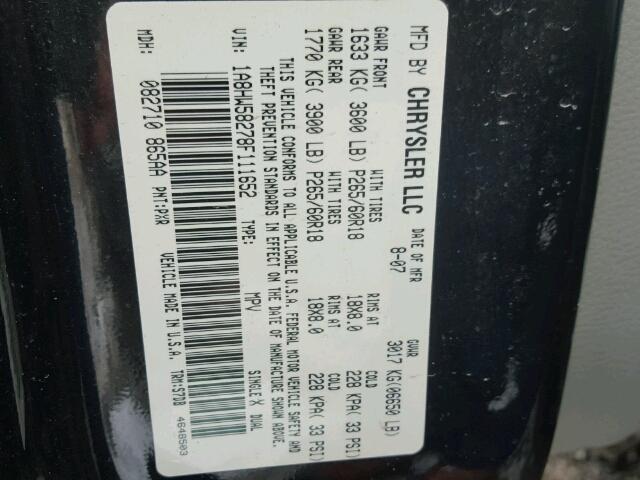 MFD BY CHRYSLER LLC DATE OF MFR 8-07 GVWR 3017 KG(06650 LB)
GAWR FRONT WITH TIRES RIMS AT COLD
1633 KG( 3600 LB) P265/60R18 18X8.0 228 KPA( 33 PSI)
GAWR REAR WITH TIRES RIMS AT COLD
1770 KG( 3900 LB) P265/60R18 18X8.0 228 KPA( 33 PSI)
THIS VEHICLE CONFORMS TO ALL APPLICABLE U.S.A. FEDERAL MOTOR VEHICLE SAFETY AND
THEFT PREVENTION STANDARDS IN EFFECT ON THE DATE OF MANUFACTURE SHOWN ABOVE.
VIN: 1A8HW58278F111652 TYPE: MPV SINGLE X DUAL
MDH: 082710 865AA PNT:PXR VEHICLE MADE IN U.S.A. TRM:S7DB 4648503